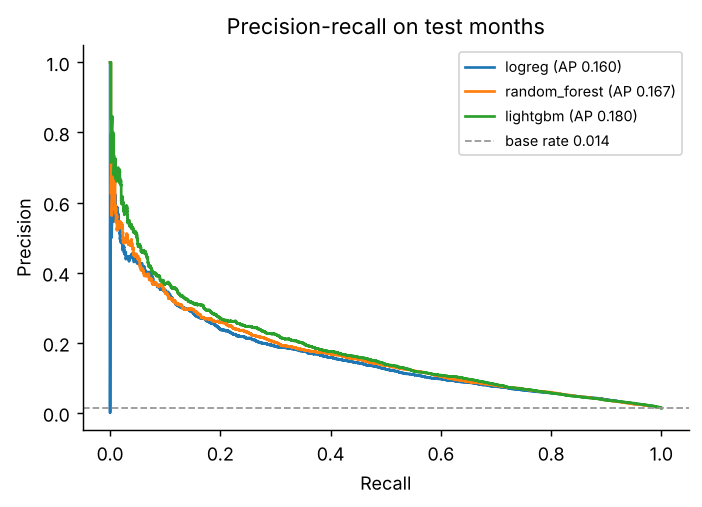 Precision-recall on test months
logreg (AP 0.160)
random_forest (AP 0.167)
lightgbm (AP 0.180)
base rate 0.014
Precision
1.0
0.8
0.6
0.4
0.2
0.0
0.0 0.2 0.4 0.6 0.8 1.0
Recall